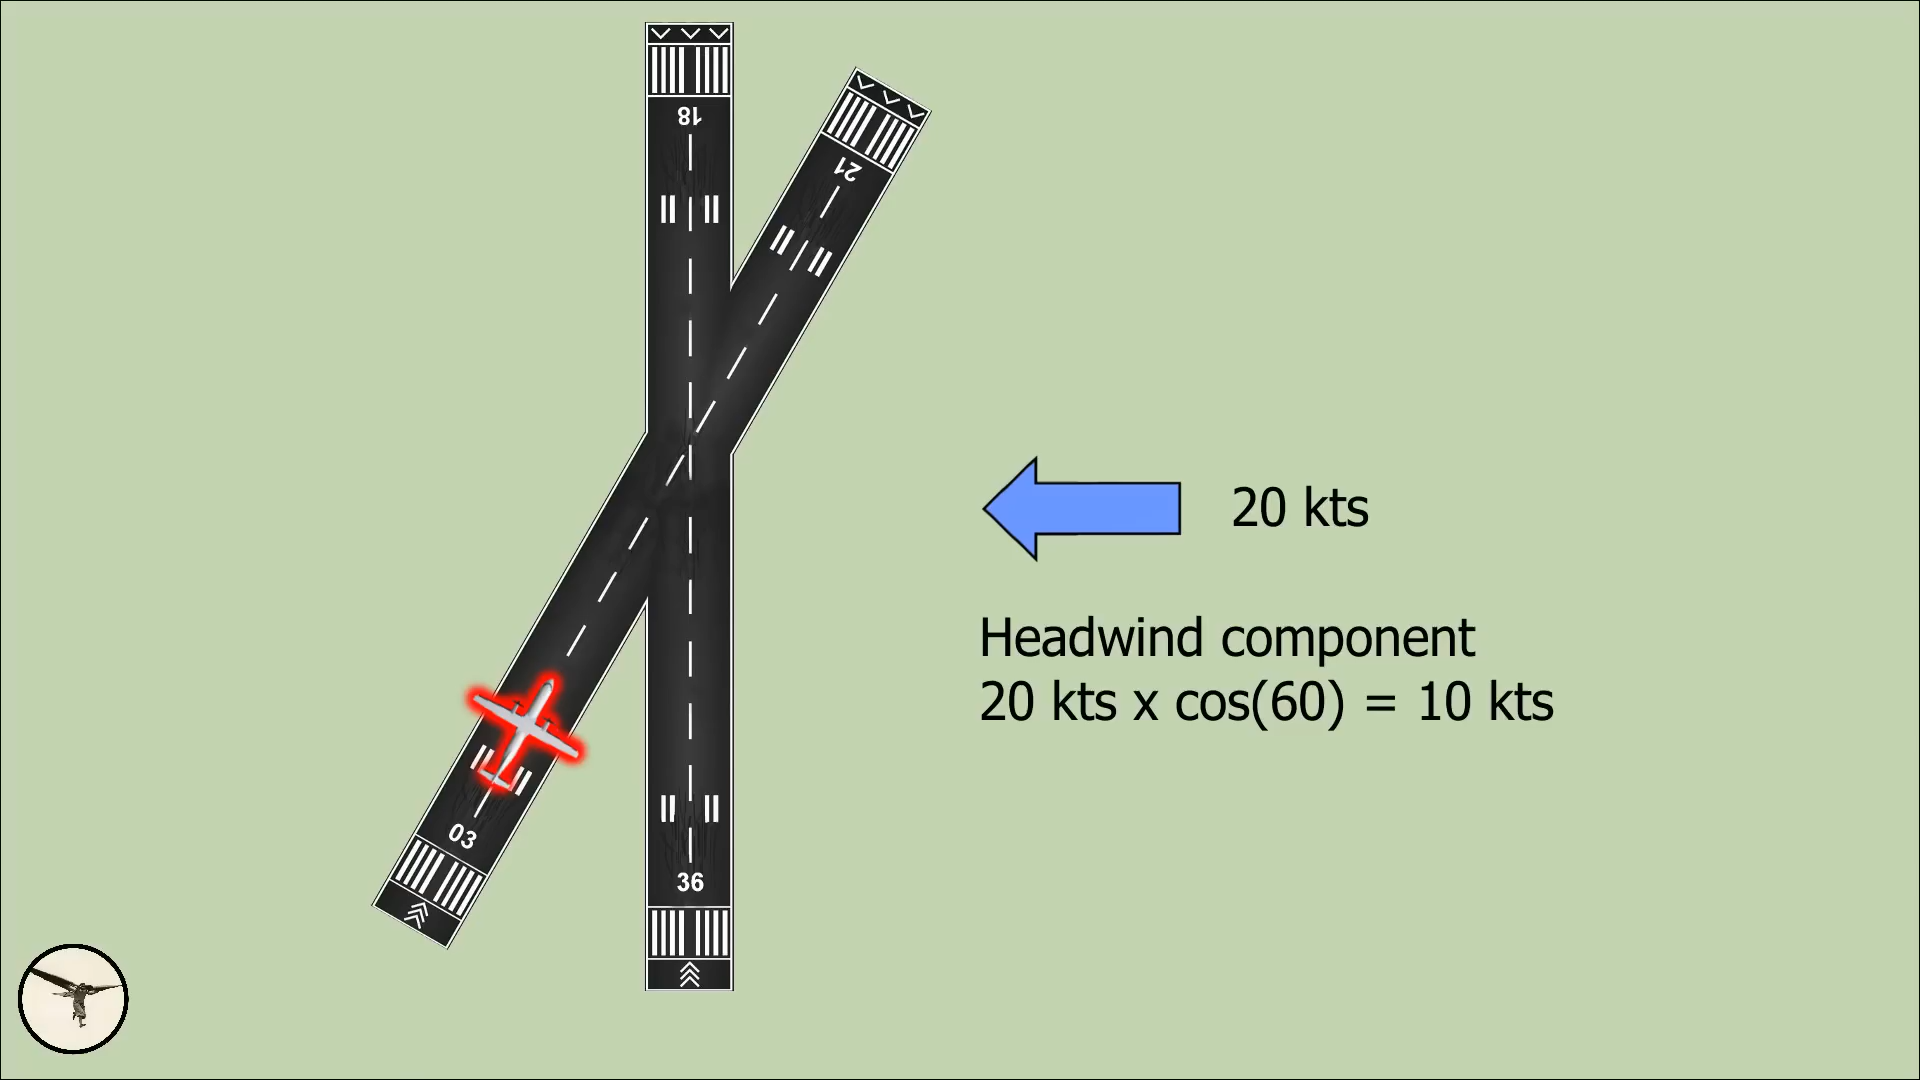 18
21
20 kts
Headwind component
20 kts x cos(60) = 10 kts
03
36